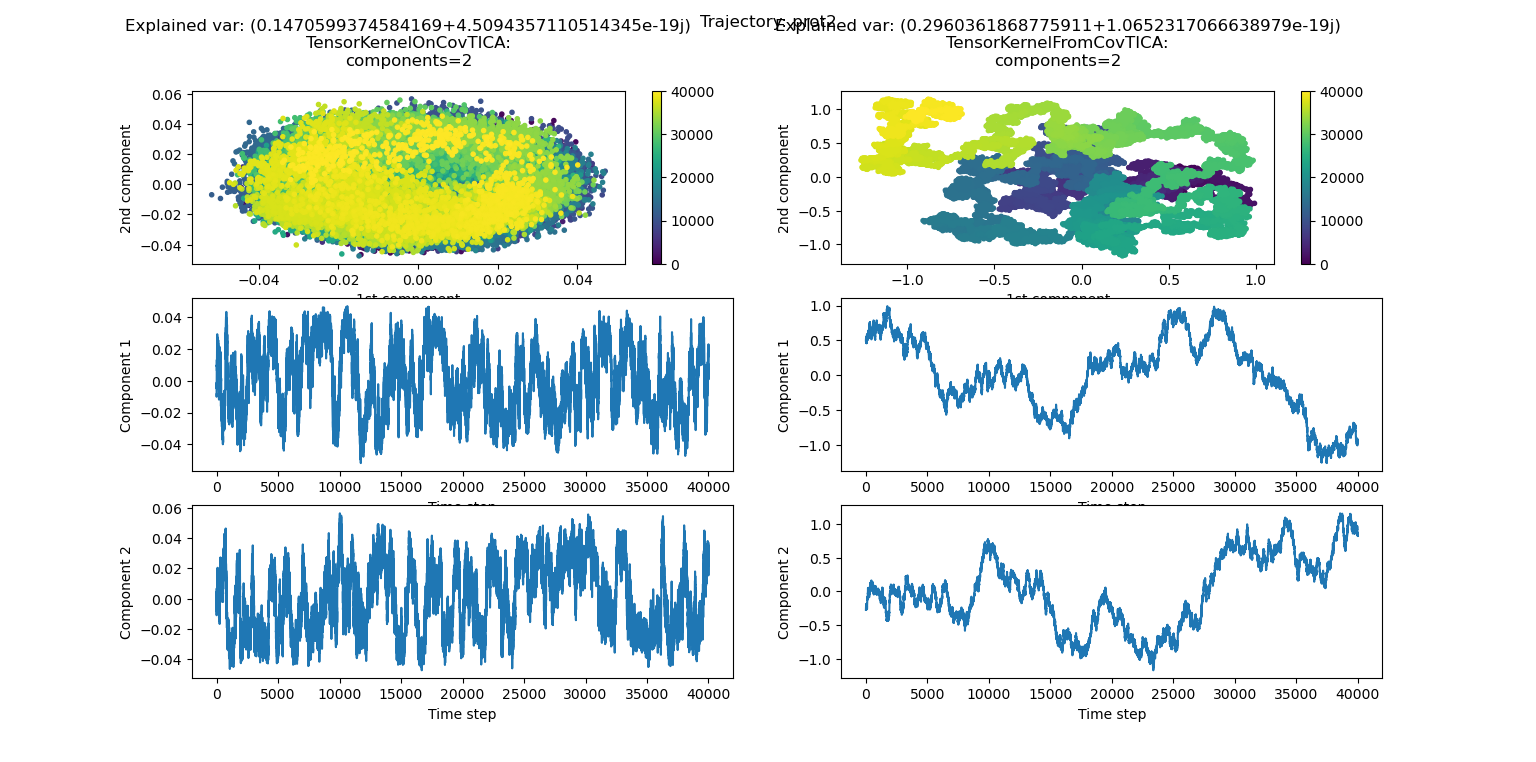 Trajectory: prot2
Explained var: (0.1470599374584169+4.5094357110514345e-19j)
TensorKernelOnCovTICA:
components=2
Explained var: (0.2960361868775911+1.0652317066638979e-19j)
TensorKernelFromCovTICA:
components=2
2nd component
0.06
0.04
0.02
0.00
−0.02
−0.04
−0.04 −0.02 0.00 0.02 0.04
1st component
40000
30000
20000
10000
0
2nd component
1.0
0.5
0.0
−0.5
−1.0
−1.0 −0.5 0.0 0.5 1.0
1st component
40000
30000
20000
10000
0
Component 1
0.04
0.02
0.00
−0.02
−0.04
0 5000 10000 15000 20000 25000 30000 35000 40000
Time step
Component 1
1.0
0.5
0.0
−0.5
−1.0
0 5000 10000 15000 20000 25000 30000 35000 40000
Time step
Component 2
0.06
0.04
0.02
0.00
−0.02
−0.04
0 5000 10000 15000 20000 25000 30000 35000 40000
Time step
Component 2
1.0
0.5
0.0
−0.5
−1.0
0 5000 10000 15000 20000 25000 30000 35000 40000
Time step